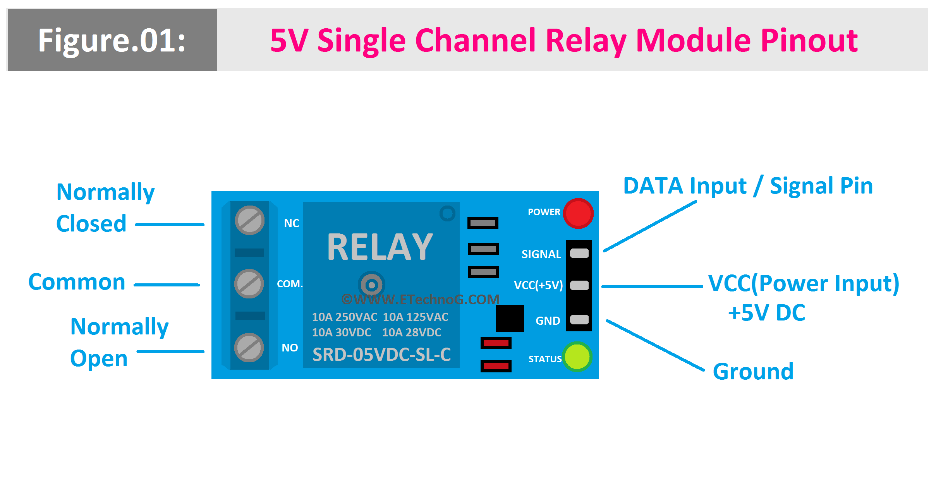 Figure.01:
5V Single Channel Relay Module Pinout
Normally
Closed
Common
Normally
Open
NC
COM.
NO
RELAY
©WWW.ETechnoG.COM
10A 250VAC 10A 125VAC
10A 30VDC 10A 28VDC
SRD-05VDC-SL-C
POWER
SIGNAL
VCC(+5V)
GND
STATUS
DATA Input / Signal Pin
VCC(Power Input)
+5V DC
Ground